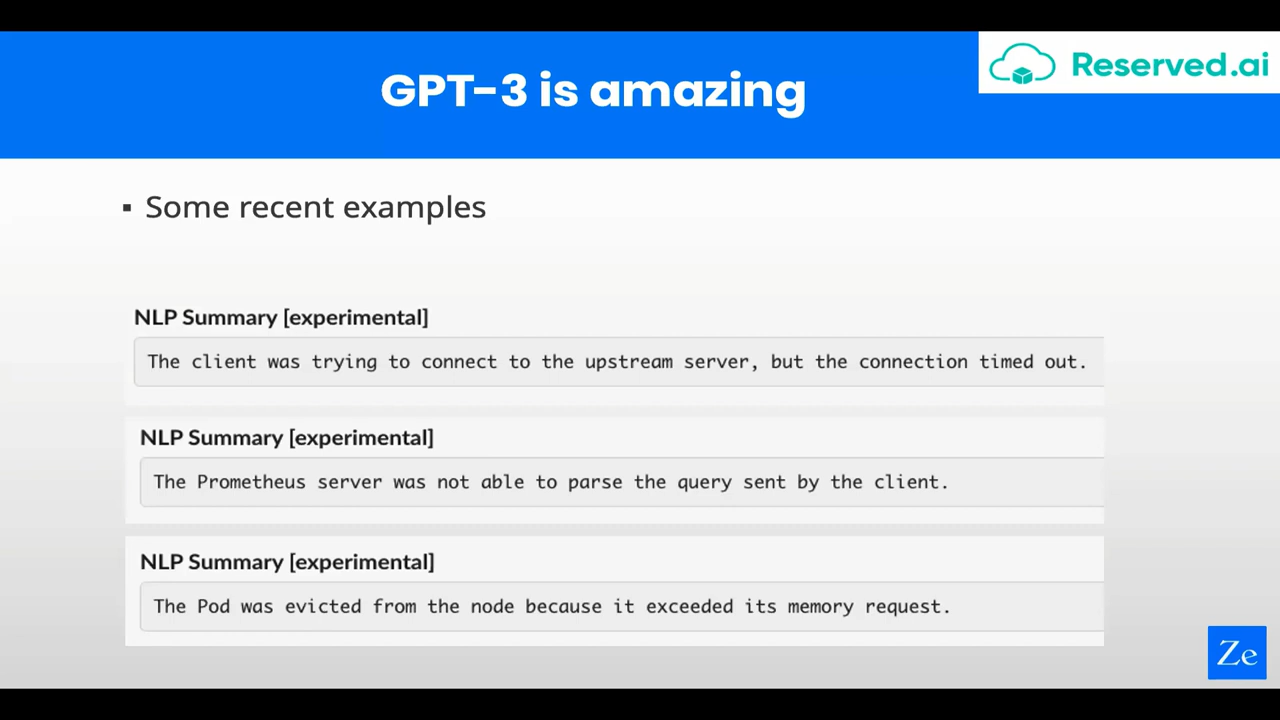 GPT-3 is amazing
Reserved.ai
▪ Some recent examples
NLP Summary [experimental]
The client was trying to connect to the upstream server, but the connection timed out.
NLP Summary [experimental]
The Prometheus server was not able to parse the query sent by the client.
NLP Summary [experimental]
The Pod was evicted from the node because it exceeded its memory request.
Ze